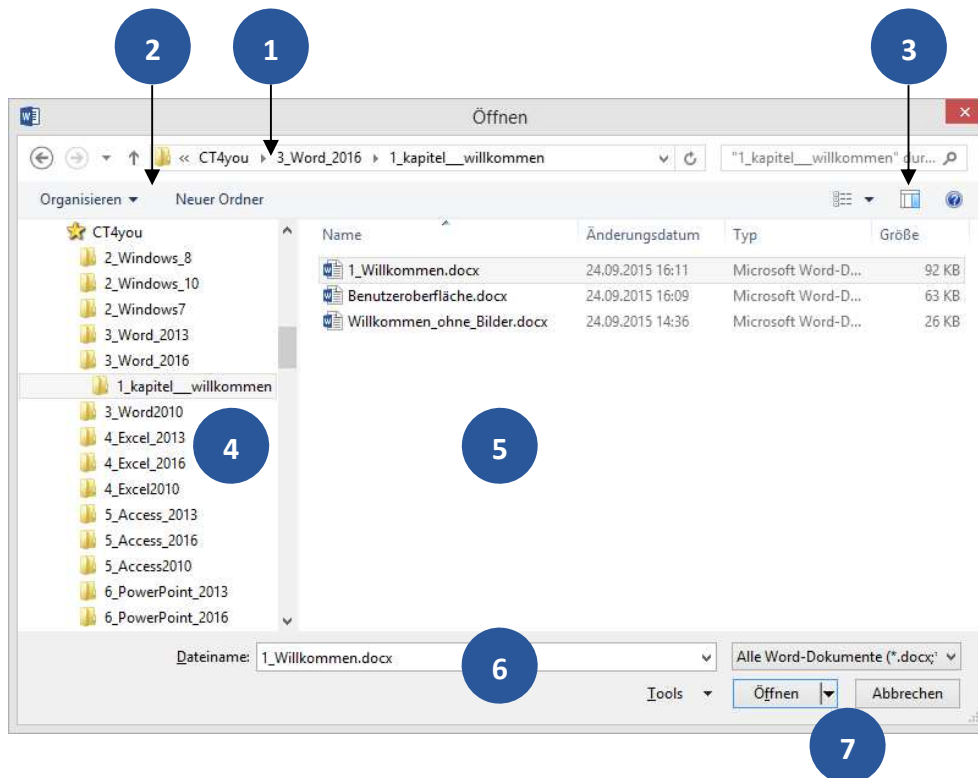 2 1 3
Öffnen
« CT4you 3_Word_2016 1_kapitel__willkommen "1_kapitel__willkommen" dur...
Organisieren Neuer Ordner
CT4you
2_Windows_8
2_Windows_10
2_Windows7
3_Word_2013
3_Word_2016
1_kapitel__willkommen
3_Word2010
4_Excel_2013
4_Excel_2016
4_Excel2010
5_Access_2013
5_Access_2016
5_Access2010
6_PowerPoint_2013
6_PowerPoint_2016
4
Name Änderungsdatum Typ Größe
1_Willkommen.docx 24.09.2015 16:11 Microsoft Word-D... 92 KB
Benutzeroberfläche.docx 24.09.2015 16:09 Microsoft Word-D... 63 KB
Willkommen_ohne_Bilder.docx 24.09.2015 14:36 Microsoft Word-D... 26 KB
5
Dateiname: 1_Willkommen.docx Alle Word-Dokumente (*.docx;
6
Tools Öffnen Abbrechen
7